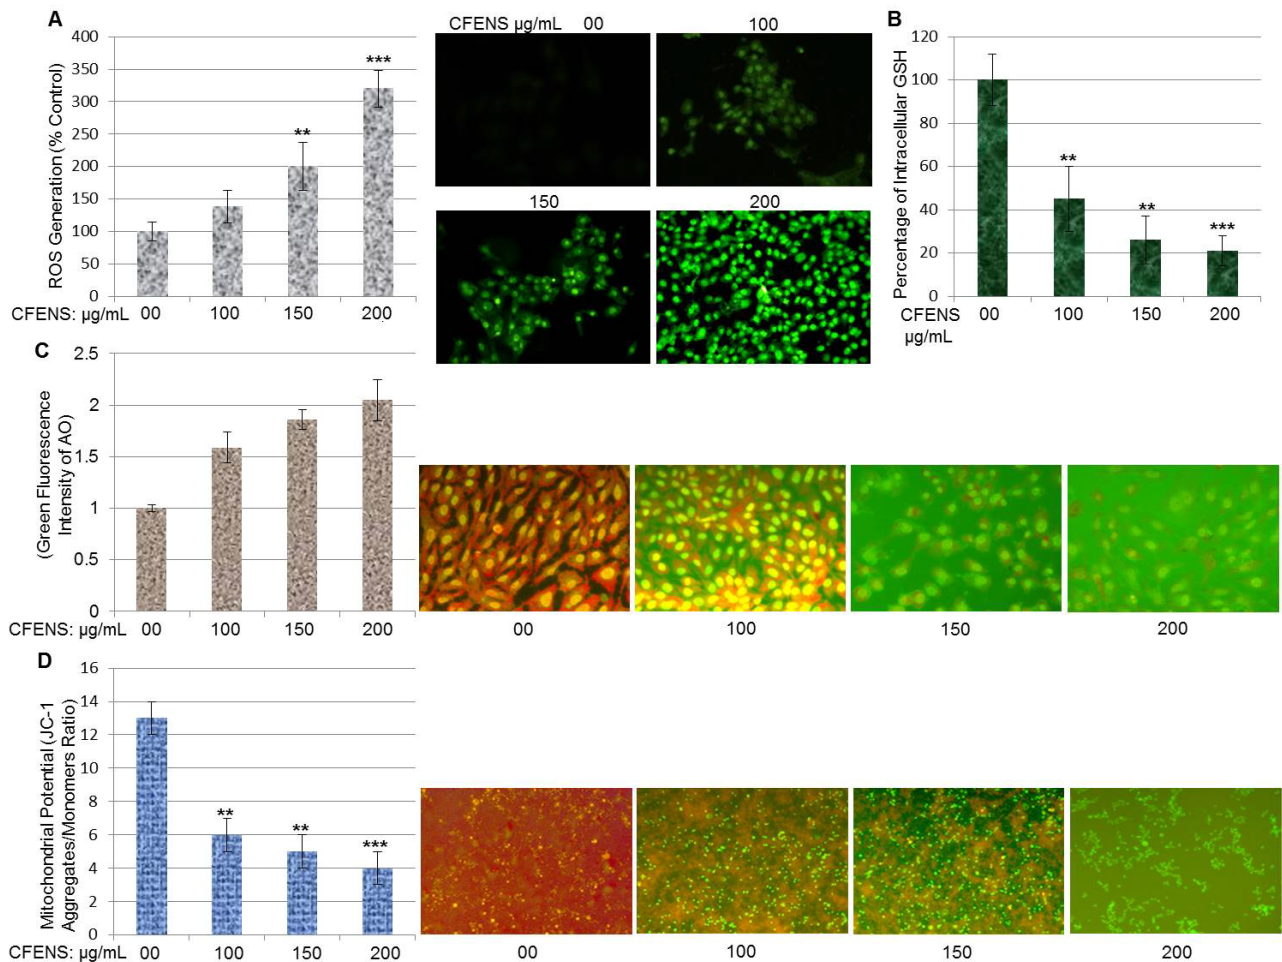 A
ROS Generation (% Control)
400
350
300
250
200
150
100
50
0
**
***
CFENS: µg/mL 00 100 150 200
CFENS µg/mL 00 100
150 200
B
Percentage of Intracellular GSH
120
100
80
60
40
20
0
**
**
***
CFENS 00 100 150 200
µg/mL
C
(Green Fluorescence
Intensity of AO)
2.5
2
1.5
1
0.5
0
CFENS: µg/mL 00 100 150 200
00 100 150 200
D
Mitochondrial Potential (JC-1
Aggregates/Monomers Ratio)
16
14
12
10
8
6
4
2
0
**
**
***
CFENS: µg/mL 00 100 150 200
00 100 150 200